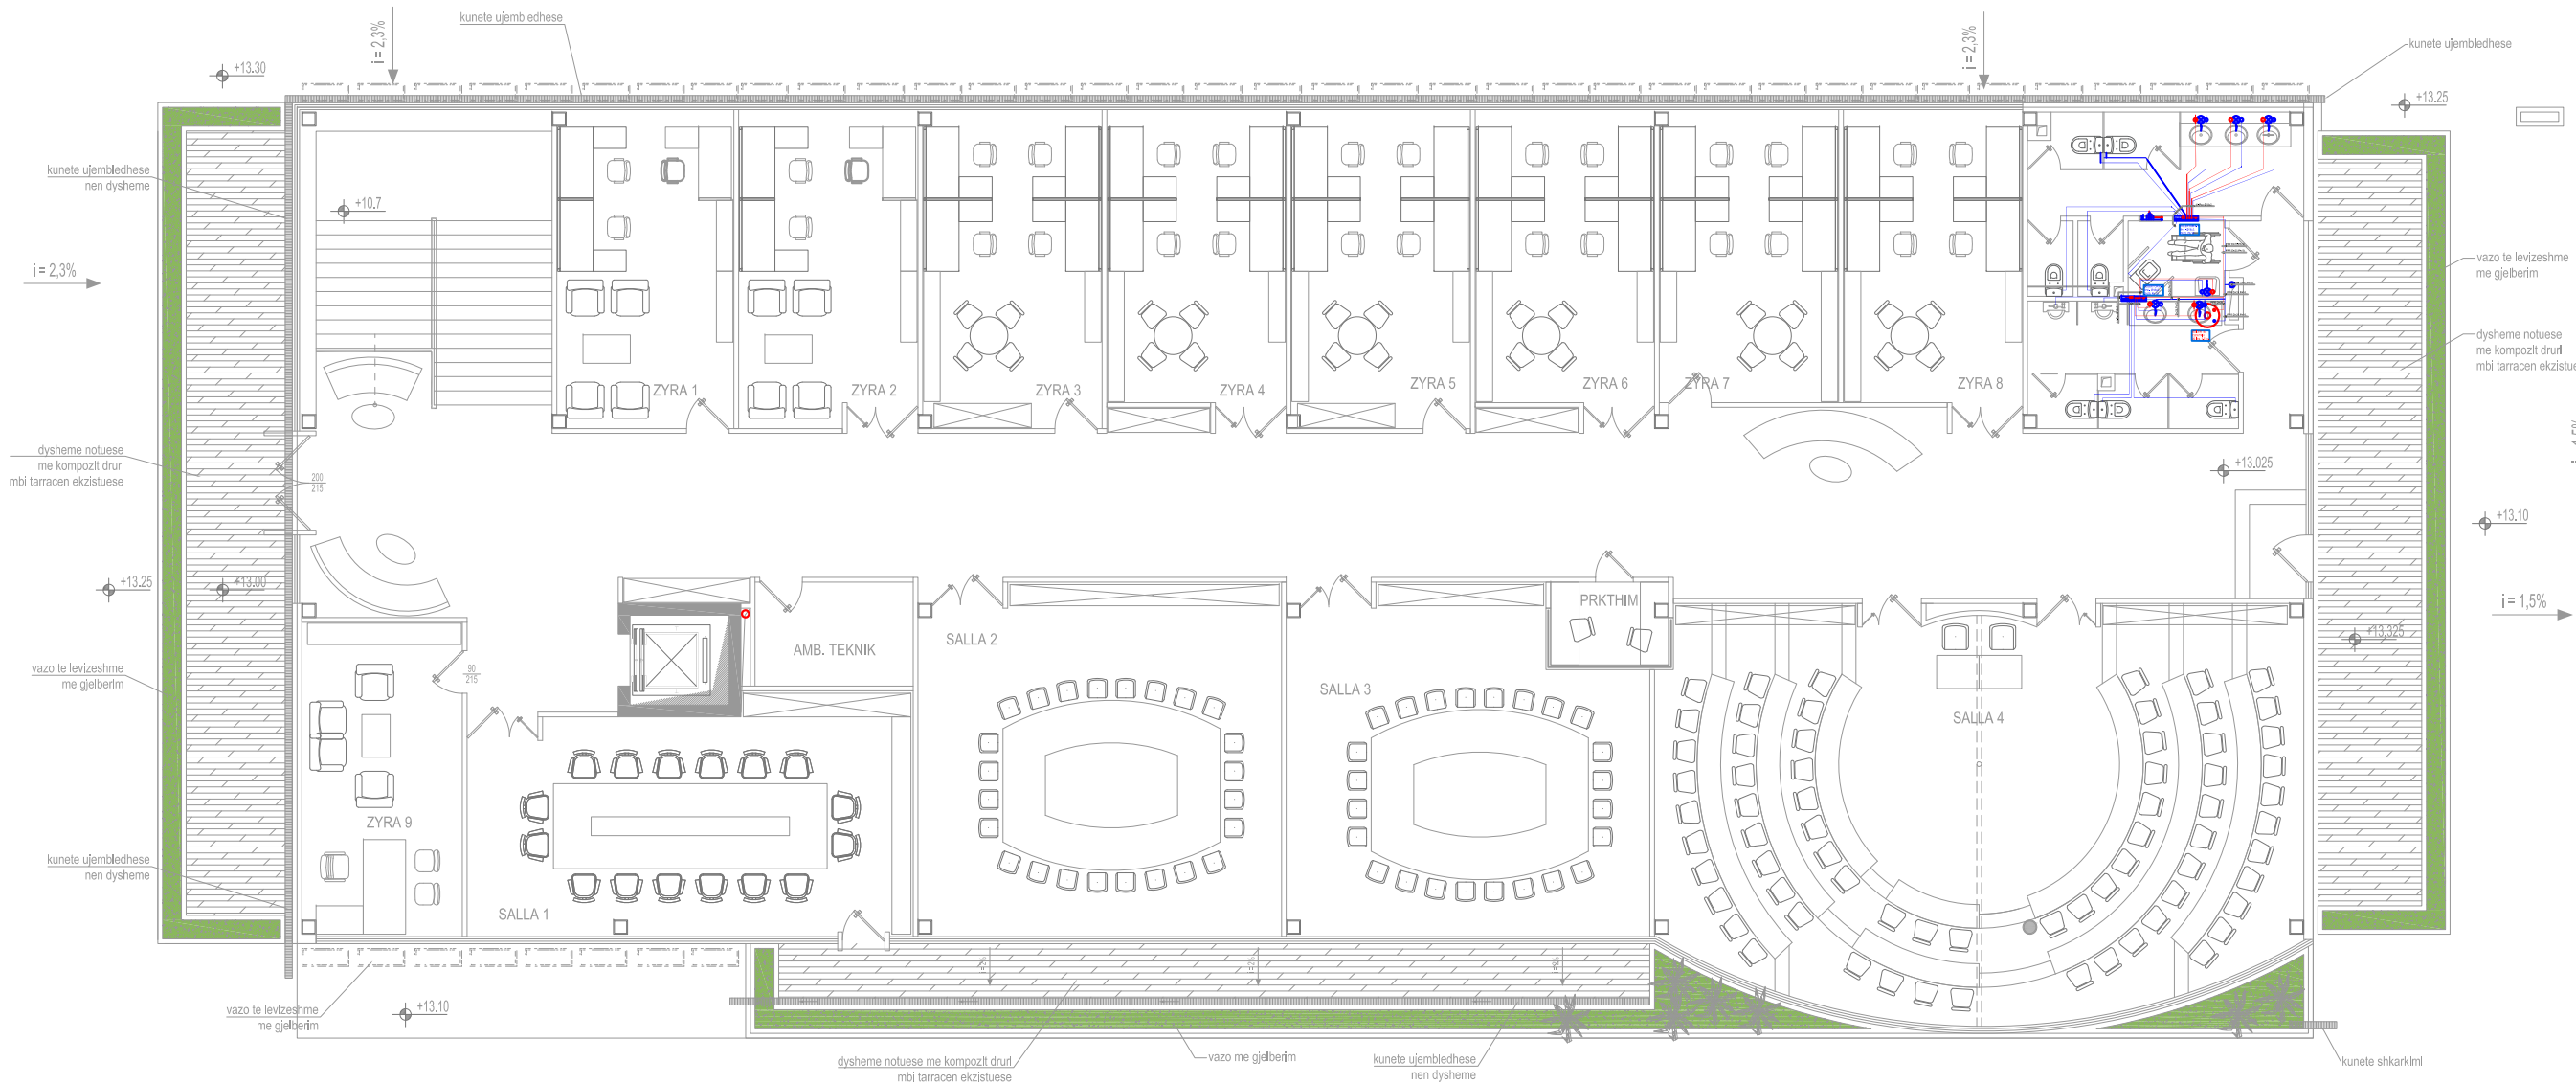 kunete ujembledhese
i = 2,3%
i = 2,3%
kunete ujembledhese
+13.30
+13.25
kunete ujembledhese
nen dysheme
+10.7
i = 2,3%
vazo te levizeshme
me gjelberim
dysheme notuese
me kompozit druri
mbi tarracen ekzistuese
ZYRA 1
ZYRA 2
ZYRA 3
ZYRA 4
ZYRA 5
ZYRA 6
ZYRA 7
ZYRA 8
dysheme notuese
me kompozit druri
mbi tarracen ekzistuese
200
215
+13.025
+13.10
+13.25
+13.00
i = 1,5%
PRKTHIM
SALLA 2
AMB. TEKNIK
+13,325
vazo te levizeshme
me gjelberim
90
215
SALLA 3
SALLA 4
ZYRA 9
kunete ujembledhese
nen dysheme
SALLA 1
i=2%
i=2%
i=2%
vazo te levizeshme
me gjelberim
+13.10
dysheme notuese me kompozit druri
mbi tarracen ekzistuese
vazo me gjelberim
kunete ujembledhese
nen dysheme
kunete shkarkimi